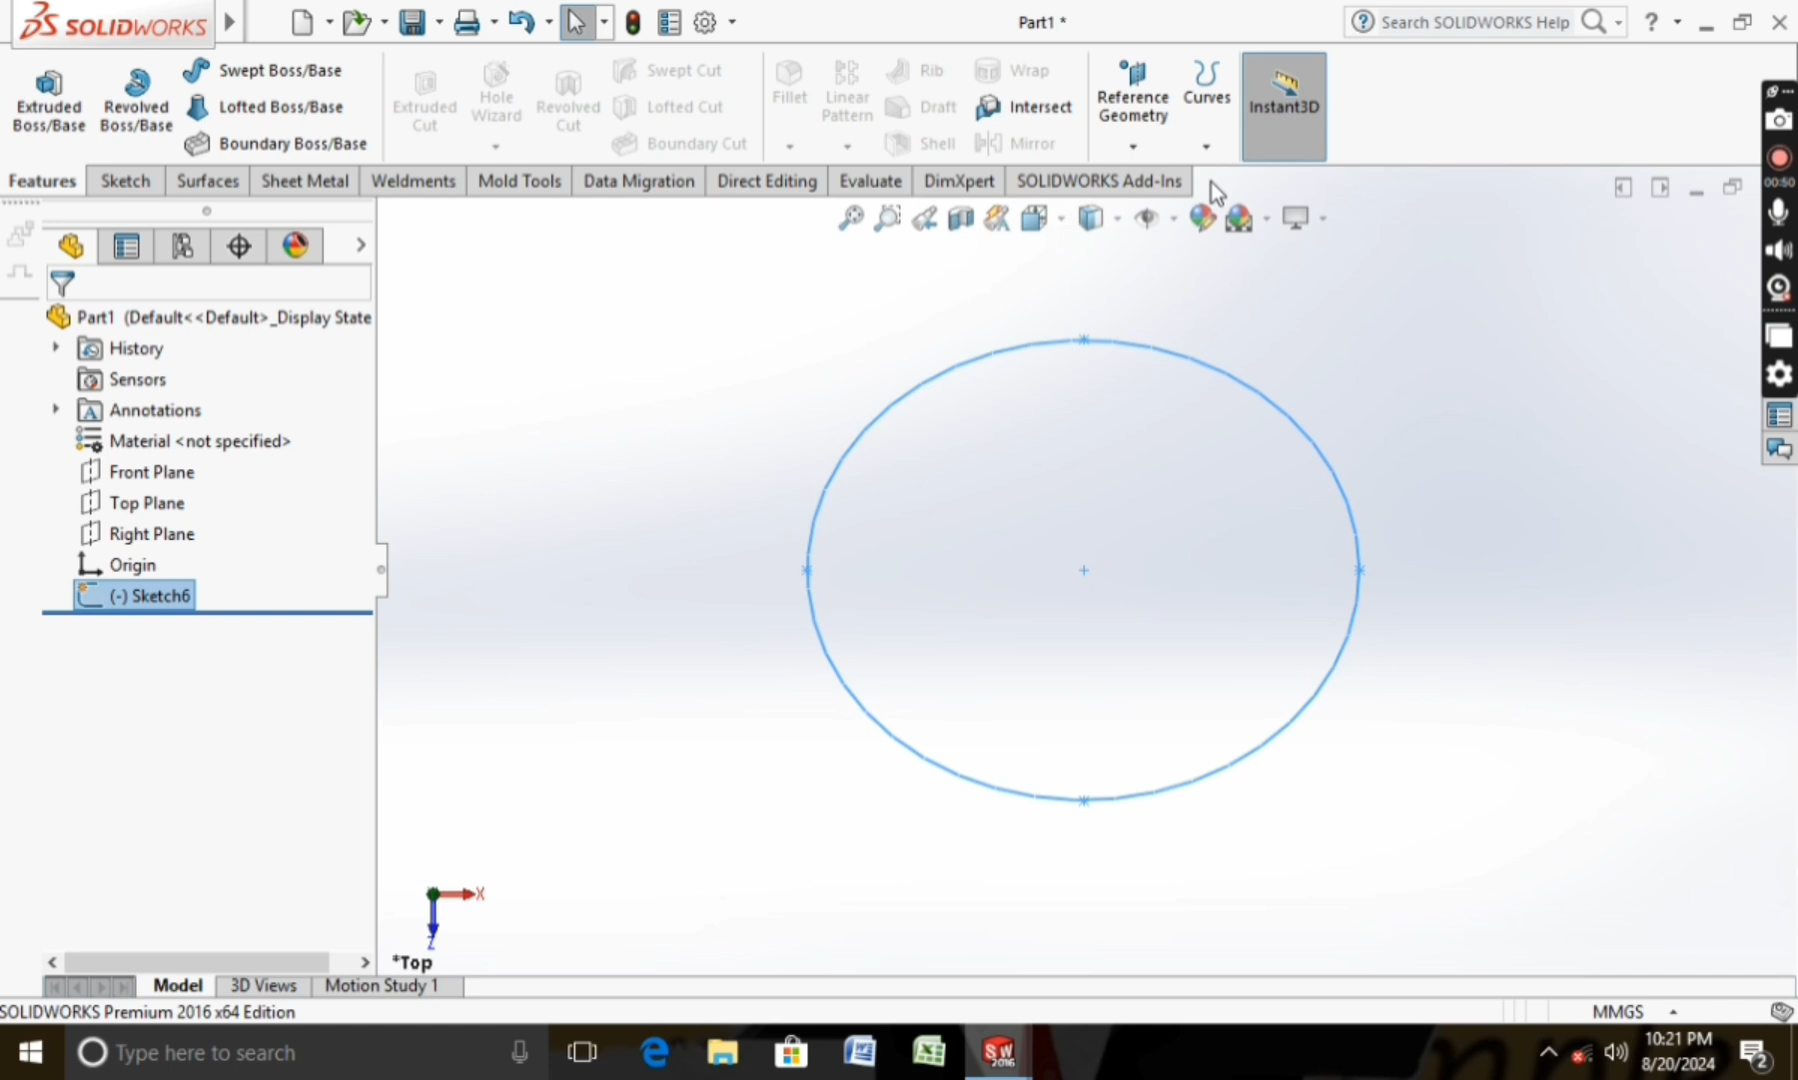 SOLIDWORKS
Part1 *
Search SOLIDWORKS Help
?
Extruded Boss/Base
Revolved Boss/Base
Swept Boss/Base
Lofted Boss/Base
Boundary Boss/Base
Extruded Cut
Hole Wizard
Revolved Cut
Swept Cut
Lofted Cut
Boundary Cut
Fillet
Linear Pattern
Rib
Draft
Shell
Wrap
Intersect
Mirror
Reference Geometry
Curves
Instant3D
Features
Sketch
Surfaces
Sheet Metal
Weldments
Mold Tools
Data Migration
Direct Editing
Evaluate
DimXpert
SOLIDWORKS Add-Ins
00:50
Part1 (Default<<Default>_Display State
History
Sensors
Annotations
Material <not specified>
Front Plane
Top Plane
Right Plane
Origin
(-) Sketch6
X
Z
*Top
Model
3D Views
Motion Study 1
SOLIDWORKS Premium 2016 x64 Edition
MMGS
Type here to search
SW
2016
10:21 PM
8/20/2024
2